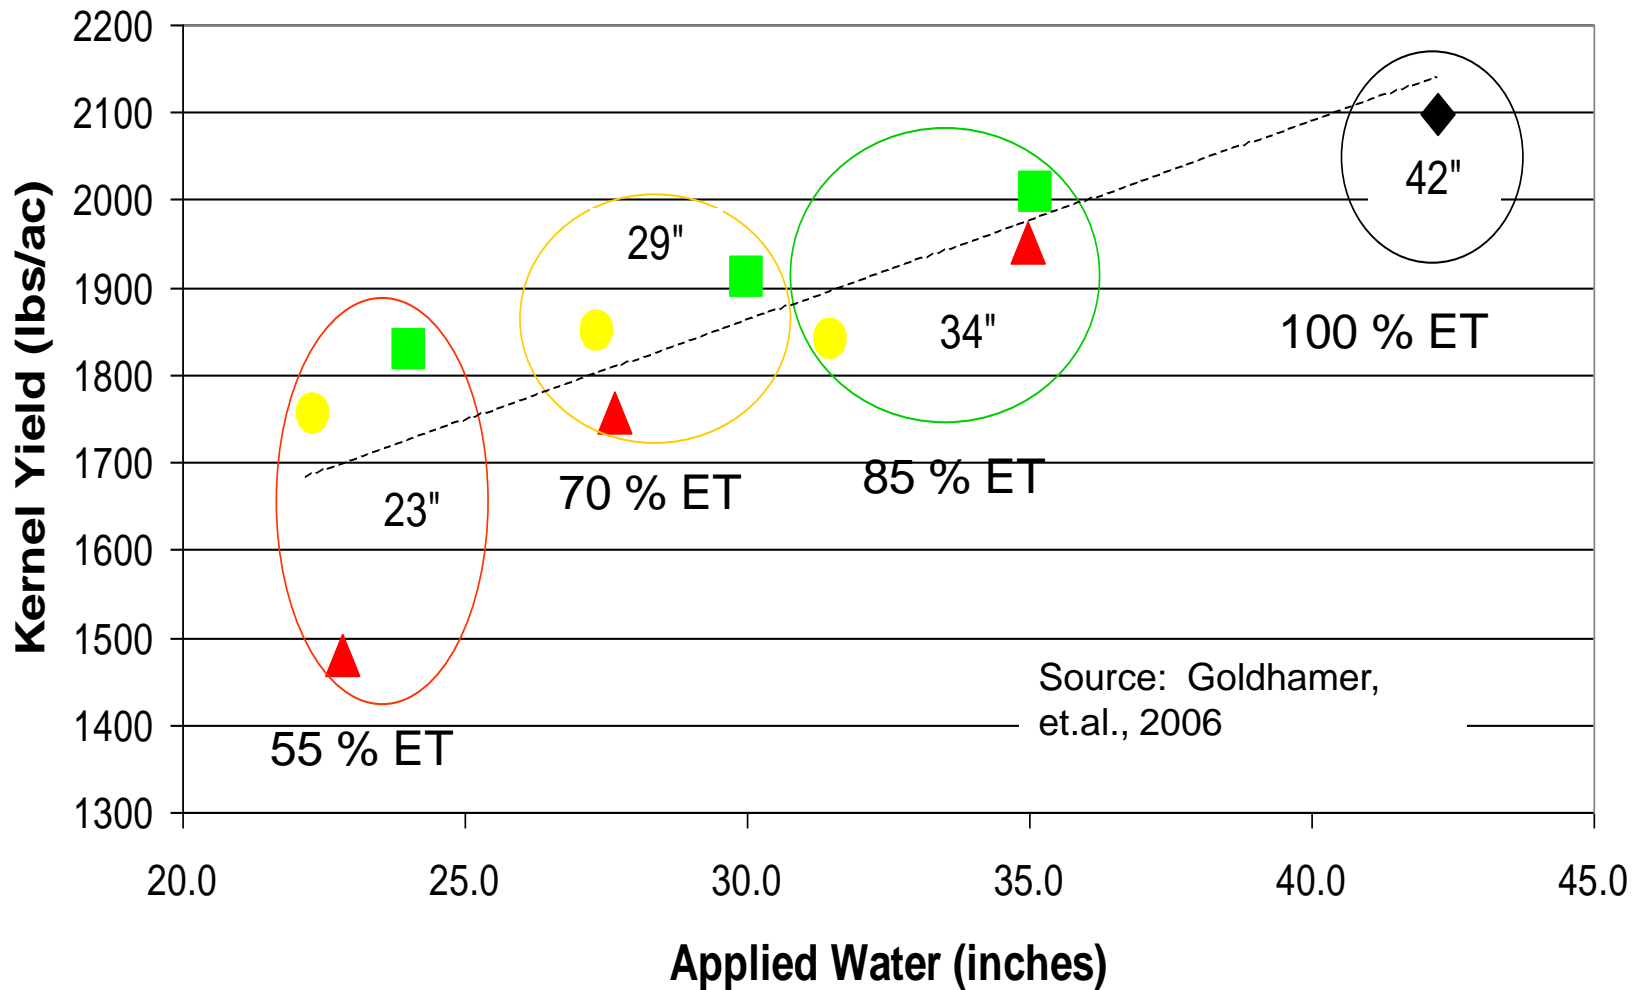 2200
2100
2000
1900
1800
1700
1600
1500
1400
1300
Kernel Yield (lbs/ac)
42"
29"
34"
100 % ET
70 % ET
85 % ET
23"
Source: Goldhamer,
et.al., 2006
55 % ET
20.0 25.0 30.0 35.0 40.0 45.0
Applied Water (inches)